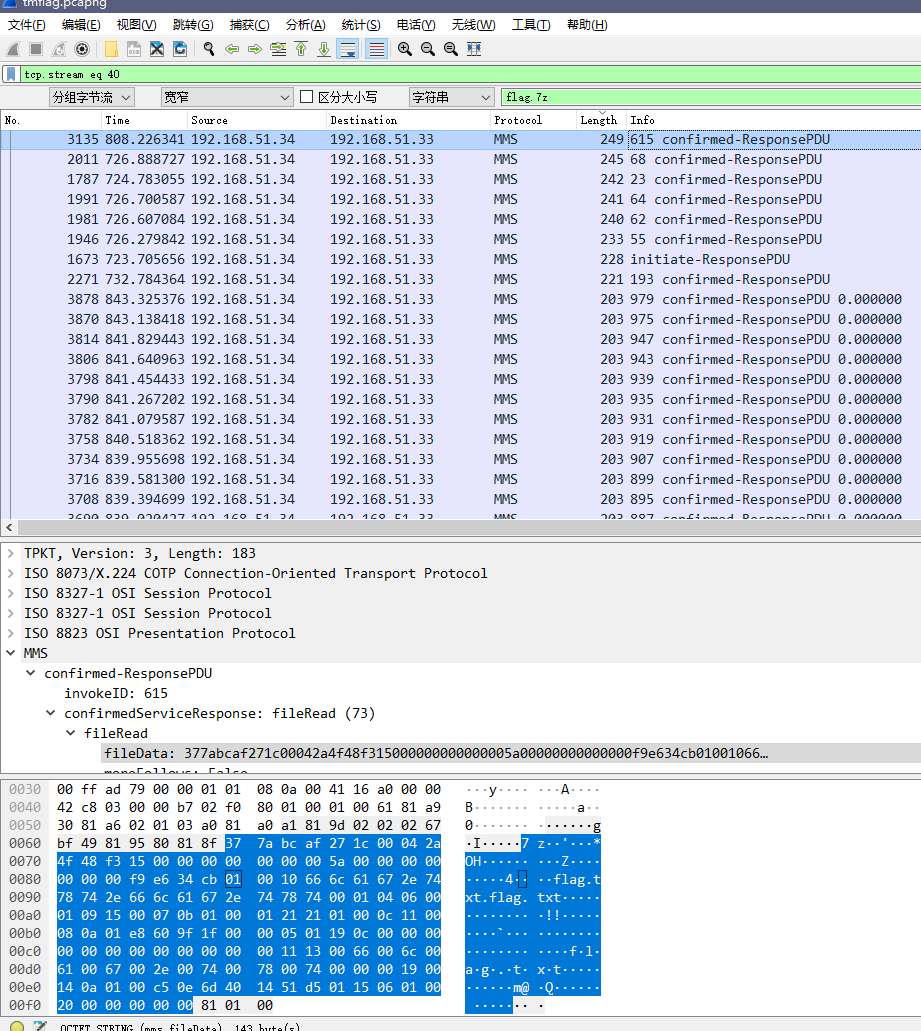 tmflag.pcapng
文件(F) 编辑(E) 视图(V) 跳转(G) 捕获(C) 分析(A) 统计(S) 电话(Y) 无线(W) 工具(T) 帮助(H)
tcp.stream eq 40
分组字节流 宽窄 区分大小写 字符串 flag.7z
No. Time Source Destination Protocol Length Info
3135 808.226341 192.168.51.34 192.168.51.33 MMS 249 615 confirmed-ResponsePDU
2011 726.888727 192.168.51.34 192.168.51.33 MMS 245 68 confirmed-ResponsePDU
1787 724.783055 192.168.51.34 192.168.51.33 MMS 242 23 confirmed-ResponsePDU
1991 726.700587 192.168.51.34 192.168.51.33 MMS 241 64 confirmed-ResponsePDU
1981 726.607084 192.168.51.34 192.168.51.33 MMS 240 62 confirmed-ResponsePDU
1946 726.279842 192.168.51.34 192.168.51.33 MMS 233 55 confirmed-ResponsePDU
1673 723.705656 192.168.51.34 192.168.51.33 MMS 228 initiate-ResponsePDU
2271 732.784364 192.168.51.34 192.168.51.33 MMS 221 193 confirmed-ResponsePDU
3878 843.325376 192.168.51.34 192.168.51.33 MMS 203 979 confirmed-ResponsePDU 0.000000
3870 843.138418 192.168.51.34 192.168.51.33 MMS 203 975 confirmed-ResponsePDU 0.000000
3814 841.829443 192.168.51.34 192.168.51.33 MMS 203 947 confirmed-ResponsePDU 0.000000
3806 841.640963 192.168.51.34 192.168.51.33 MMS 203 943 confirmed-ResponsePDU 0.000000
3798 841.454433 192.168.51.34 192.168.51.33 MMS 203 939 confirmed-ResponsePDU 0.000000
3790 841.267202 192.168.51.34 192.168.51.33 MMS 203 935 confirmed-ResponsePDU 0.000000
3782 841.079587 192.168.51.34 192.168.51.33 MMS 203 931 confirmed-ResponsePDU 0.000000
3758 840.518362 192.168.51.34 192.168.51.33 MMS 203 919 confirmed-ResponsePDU 0.000000
3734 839.955698 192.168.51.34 192.168.51.33 MMS 203 907 confirmed-ResponsePDU 0.000000
3716 839.581300 192.168.51.34 192.168.51.33 MMS 203 899 confirmed-ResponsePDU 0.000000
3708 839.394699 192.168.51.34 192.168.51.33 MMS 203 895 confirmed-ResponsePDU 0.000000
3690 839.020427 192.168.51.34 192.168.51.33 MMS 203 887 confirmed-ResponsePDU 0.000000
TPKT, Version: 3, Length: 183
ISO 8073/X.224 COTP Connection-Oriented Transport Protocol
ISO 8327-1 OSI Session Protocol
ISO 8327-1 OSI Session Protocol
ISO 8823 OSI Presentation Protocol
MMS
confirmed-ResponsePDU
invokeID: 615
confirmedServiceResponse: fileRead (73)
fileRead
fileData: 377abcaf271c00042a4f48f315000000000000005a00000000000000f9e634cb01001066…
moreFollows: False
0030 00 ff ad 79 00 00 01 01 08 0a 00 41 16 a0 00 00 ···y·······A····
0040 42 c8 03 00 00 b7 02 f0 80 01 00 01 00 61 81 a9 B············a··
0050 30 81 a6 02 01 03 a0 81 a0 a1 81 9d 02 02 02 67 0··············g
0060 bf 49 81 95 80 81 8f 37 7a bc af 27 1c 00 04 2a ·I·····7z··'···*
0070 4f 48 f3 15 00 00 00 00 00 00 00 5a 00 00 00 00 OH·········Z····
0080 00 00 00 f9 e6 34 cb 01 00 10 66 6c 61 67 2e 74 ·····4····flag.t
0090 78 74 2e 66 6c 61 67 2e 74 78 74 00 01 04 06 00 xt.flag.txt·····
00a0 01 09 15 00 07 0b 01 00 01 21 21 01 00 0c 11 00 ·········!!·····
00b0 08 0a 01 e8 60 9f 1f 00 00 05 01 19 0c 00 00 00 ····`···········
00c0 00 00 00 00 00 00 00 00 00 11 13 00 66 00 6c 00 ············f·l·
00d0 61 00 67 00 2e 00 74 00 78 00 74 00 00 00 19 00 a·g·.·t·x·t·····
00e0 14 0a 01 00 c5 0e 6d 40 14 51 d5 01 15 06 01 00 ······m@·Q······
00f0 20 00 00 00 00 00 81 01 00 ········
OCTET STRING (mms.fileData), 143 byte(s)